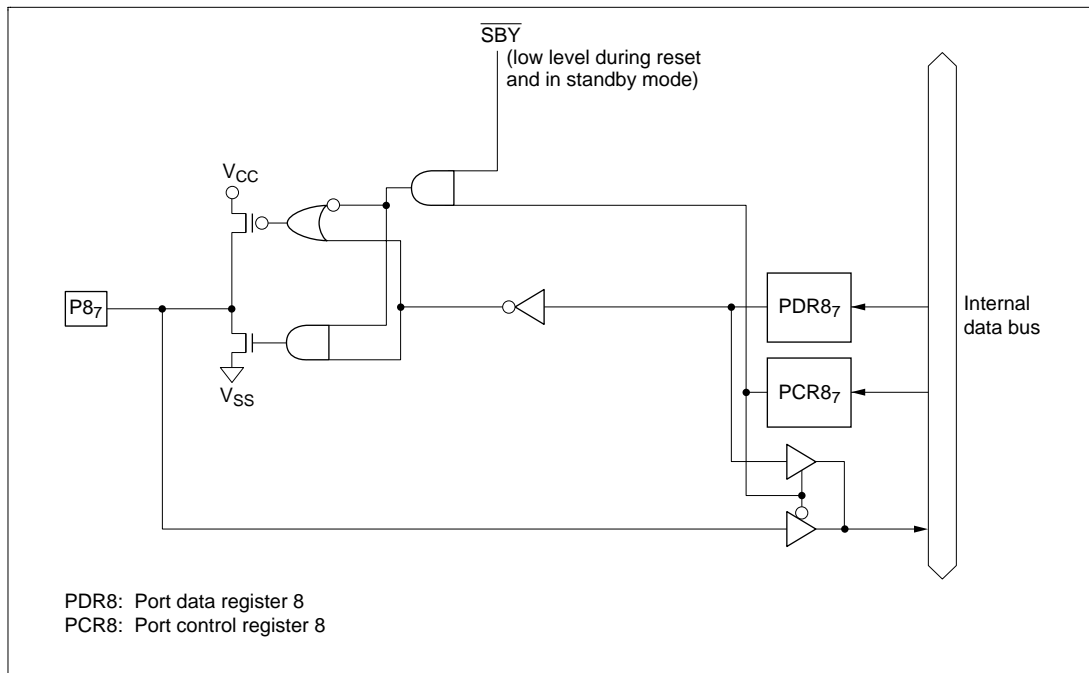 SBY
(low level during reset
and in standby mode)
VCC
P87
VSS
PDR87
PCR87
Internal
data bus
PDR8: Port data register 8
PCR8: Port control register 8